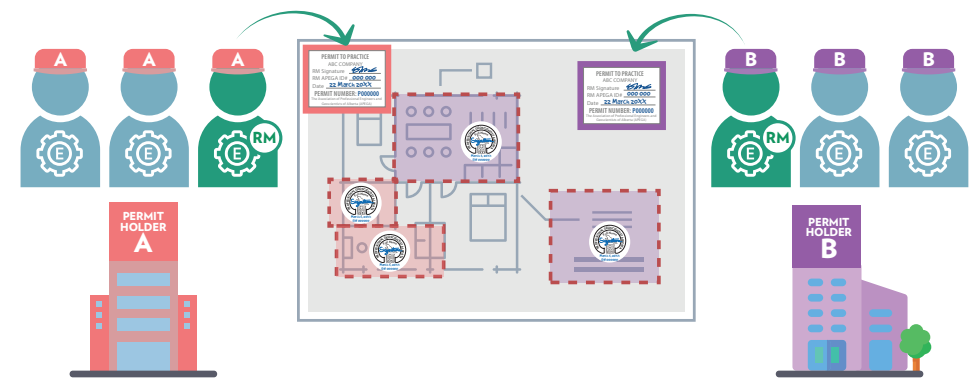 A
A
A
B
B
B
E
E
E
RM
E
RM
E
E
PERMIT TO PRACTICE
ABC COMPANY
RM Signature
RM APEGA ID# 000 000
Date 22 March 20XX
PERMIT NUMBER: P000000
The Association of Professional Engineers and
Geoscientists of Alberta (APEGA)
PERMIT TO PRACTICE
ABC COMPANY
RM Signature
RM APEGA ID# 000 000
Date 22 March 20XX
PERMIT NUMBER: P000000
The Association of Professional Engineers and
Geoscientists of Alberta (APEGA)
PERMIT
HOLDER
A
PERMIT
HOLDER
B